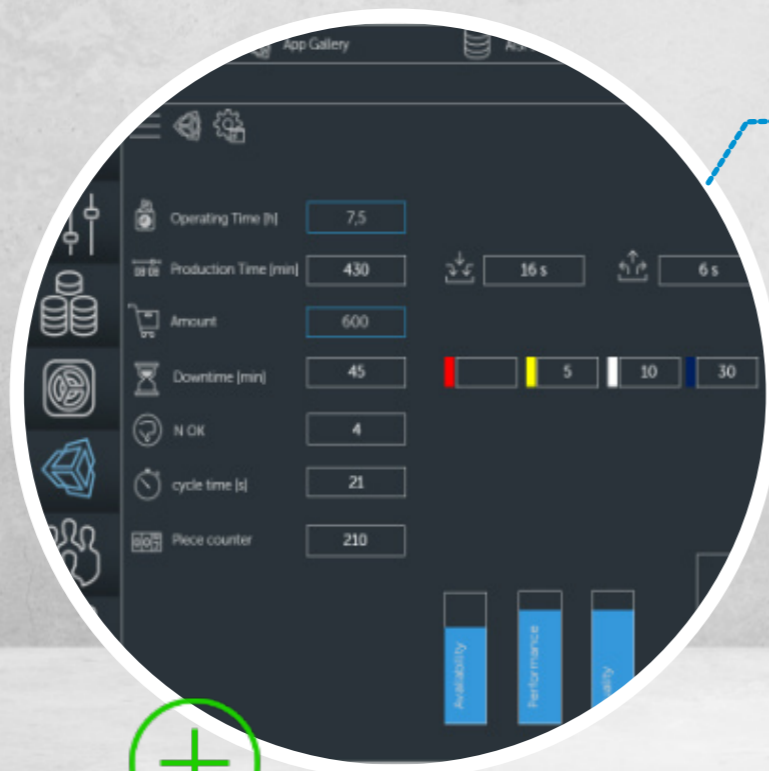 App Gallery
Operating Time [h] 7,5
Production Time [min] 430 16 s 6 s
Amount 600
Downtime [min] 45 5 10 30
N OK 4
cycle time [s] 21
Piece counter 210
Availability
Performance